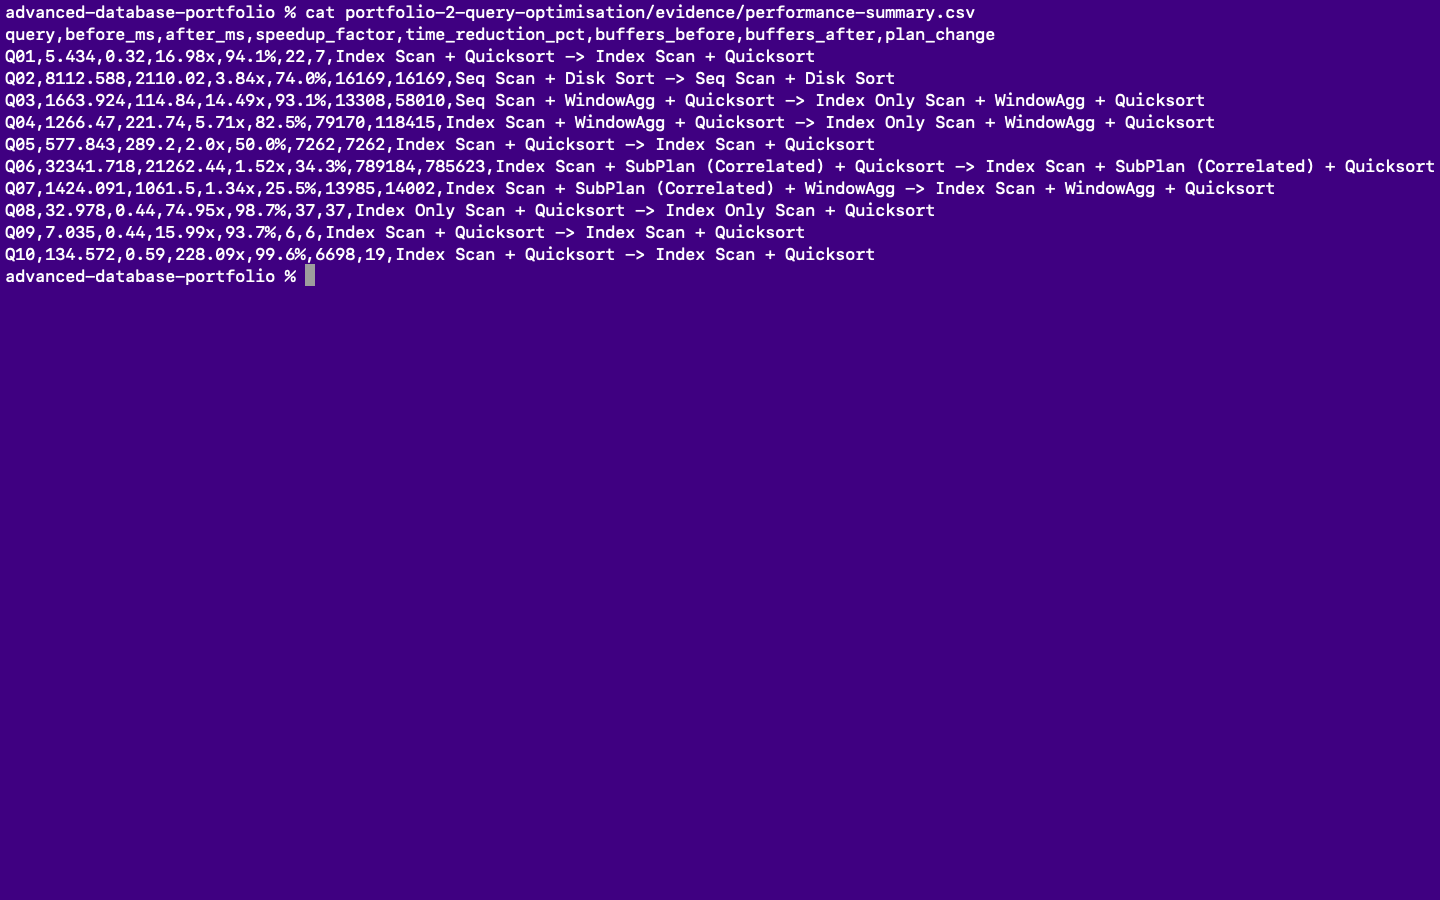 advanced-database-portfolio % cat portfolio-2-query-optimisation/evidence/performance-summary.csv
query,before_ms,after_ms,speedup_factor,time_reduction_pct,buffers_before,buffers_after,plan_change
Q01,5.434,0.32,16.98x,94.1%,22,7,Index Scan + Quicksort -> Index Scan + Quicksort
Q02,8112.588,2110.02,3.84x,74.0%,16169,16169,Seq Scan + Disk Sort -> Seq Scan + Disk Sort
Q03,1663.924,114.84,14.49x,93.1%,13308,58010,Seq Scan + WindowAgg + Quicksort -> Index Only Scan + WindowAgg + Quicksort
Q04,1266.47,221.74,5.71x,82.5%,79170,118415,Index Scan + WindowAgg + Quicksort -> Index Only Scan + WindowAgg + Quicksort
Q05,577.843,289.2,2.0x,50.0%,7262,7262,Index Scan + Quicksort -> Index Scan + Quicksort
Q06,32341.718,21262.44,1.52x,34.3%,789184,785623,Index Scan + SubPlan (Correlated) + Quicksort -> Index Scan + SubPlan (Correlated) + Quicksort
Q07,1424.091,1061.5,1.34x,25.5%,13985,14002,Index Scan + SubPlan (Correlated) + WindowAgg -> Index Scan + WindowAgg + Quicksort
Q08,32.978,0.44,74.95x,98.7%,37,37,Index Only Scan + Quicksort -> Index Only Scan + Quicksort
Q09,7.035,0.44,15.99x,93.7%,6,6,Index Scan + Quicksort -> Index Scan + Quicksort
Q10,134.572,0.59,228.09x,99.6%,6698,19,Index Scan + Quicksort -> Index Scan + Quicksort
advanced-database-portfolio %